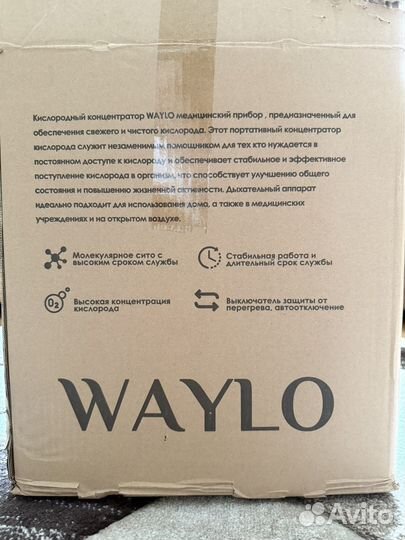 Кислородный концентратор WAYLO медицинский прибор , предназначенный для
обеспечения свежего и чистого кислорода. Этот портативный концентратор
кислорода служит незаменимым помощником для тех кто нуждается в
постоянном доступе к кислороду и обеспечивает стабильное и эффективное
поступление кислорода в организм, что способствует улучшению общего
состояния и повышению жизненной активности. Дыхательный аппарат
идеально подходит для использования дома, а также в медицинских
учреждениях и на открытом воздухе.
Молекулярное сито с
высоким сроком службы
Стабильная работа и
длительный срок службы
O2
Высокая концентрация
кислорода
Выключатель защиты от
перегрева, автоотключение
WAYLO
Avito